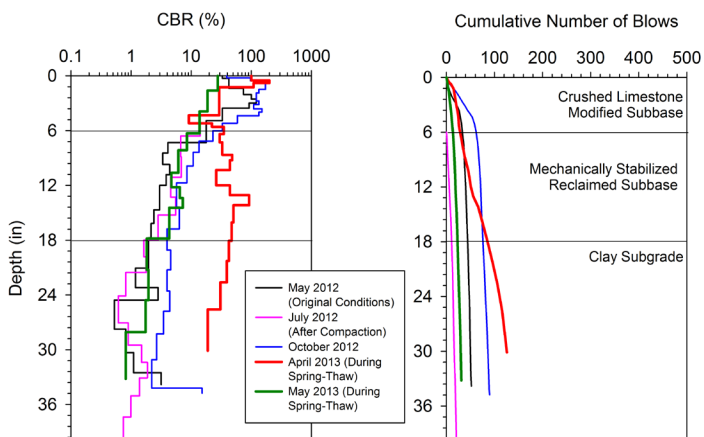 CBR (%)
0.1 1 10 100 1000
0
6
12
18
24
30
36
Depth (in)
May 2012
(Original Conditions)
July 2012
(After Compaction)
October 2012
April 2013 (During
Spring-Thaw)
May 2013 (During
Spring-Thaw)
Cumulative Number of Blows
0 100 200 300 400 500
0
6
12
18
24
30
36
Crushed Limestone
Modified Subbase
Mechanically Stabilized
Reclaimed Subbase
Clay Subgrade